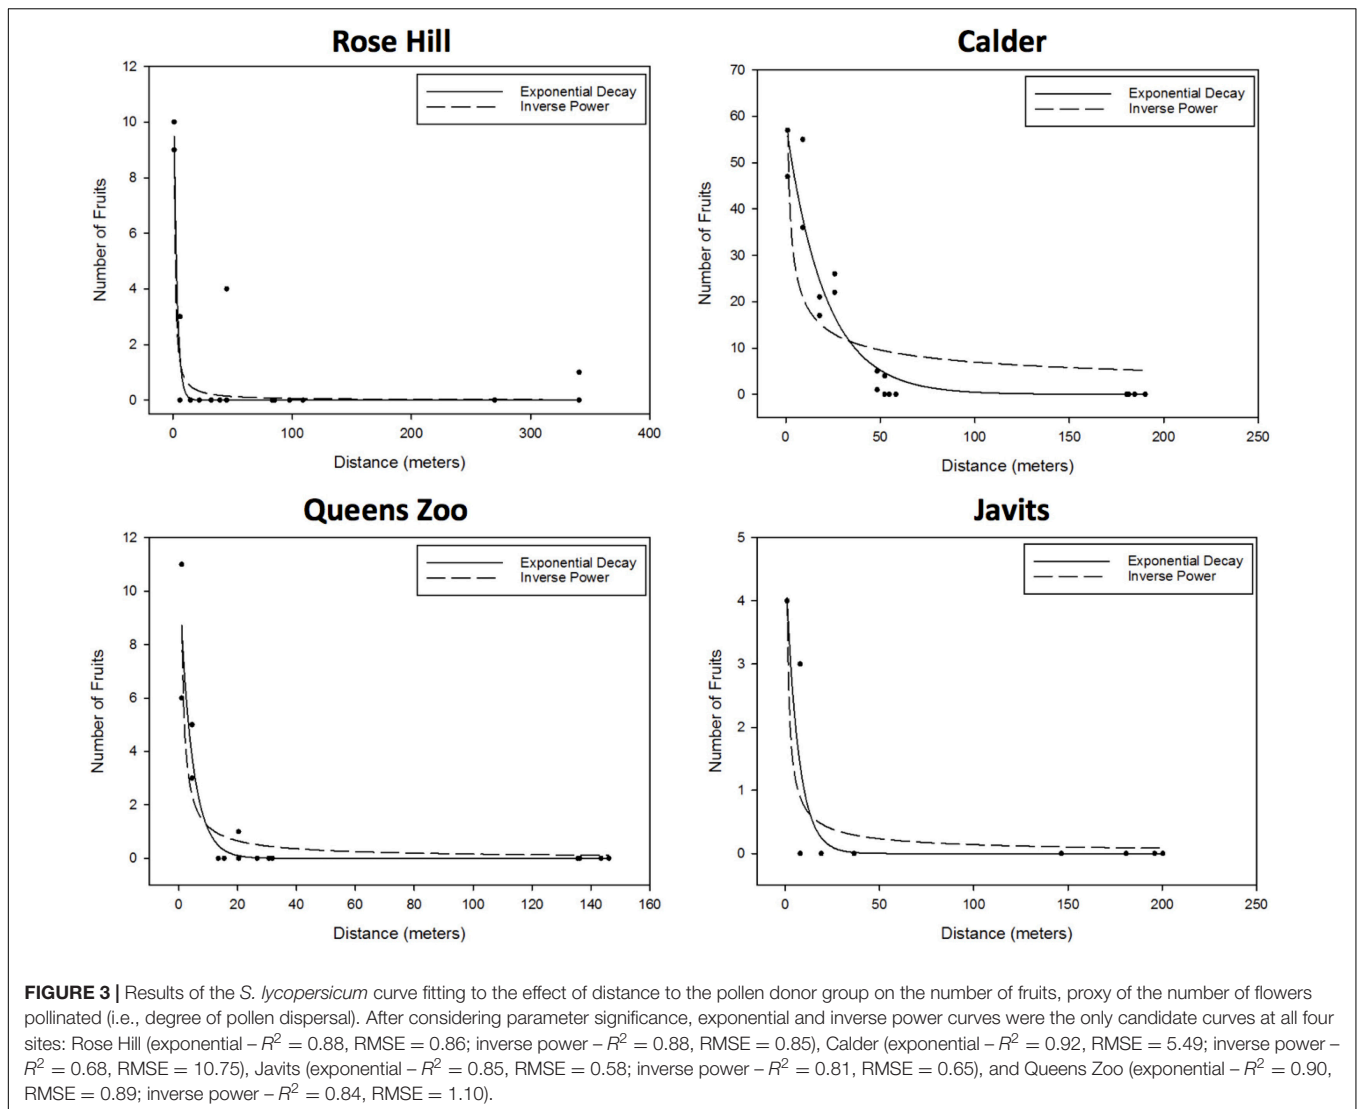 Rose Hill
12
10
8
6
4
2
0
Number of Fruits
Exponential Decay
Inverse Power
0
100
200
300
400
Distance (meters)
Calder
70
60
50
40
30
20
10
0
Number of Fruits
Exponential Decay
Inverse Power
0
50
100
150
200
250
Distance (meters)
Queens Zoo
12
10
8
6
4
2
0
Number of Fruits
Exponential Decay
Inverse Power
0
20
40
60
80
100
120
140
160
Distance (meters)
Javits
5
4
3
2
1
0
Number of Fruits
Exponential Decay
Inverse Power
0
50
100
150
200
250
Distance (meters)
FIGURE 3 | Results of the S. lycopersicum curve fitting to the effect of distance to the pollen donor group on the number of fruits, proxy of the number of flowers
pollinated (i.e., degree of pollen dispersal). After considering parameter significance, exponential and inverse power curves were the only candidate curves at all four
sites: Rose Hill (exponential – R² = 0.88, RMSE = 0.86; inverse power – R² = 0.88, RMSE = 0.85), Calder (exponential – R² = 0.92, RMSE = 5.49; inverse power –
R² = 0.68, RMSE = 10.75), Javits (exponential – R² = 0.85, RMSE = 0.58; inverse power – R² = 0.81, RMSE = 0.65), and Queens Zoo (exponential – R² = 0.90,
RMSE = 0.89; inverse power – R² = 0.84, RMSE = 1.10).